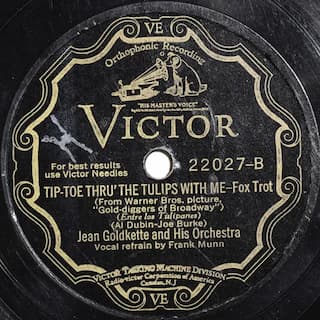 VE
Orthophonic Recording
"HIS MASTER'S VOICE"
VICTOR
For best results
use Victor Needles
22027-B
TIP-TOE THRU' THE TULIPS WITH ME-Fox Trot
(From Warner Bros. picture,
"Gold-diggers of Broadway")
(Entre los Tulipanes)
(Al Dubin-Joe Burke)
Jean Goldkette and His Orchestra
Vocal refrain by Frank Munn
VICTOR TALKING MACHINE DIVISION
Radio-Victor Corporation of America
Camden, N.J.
VE